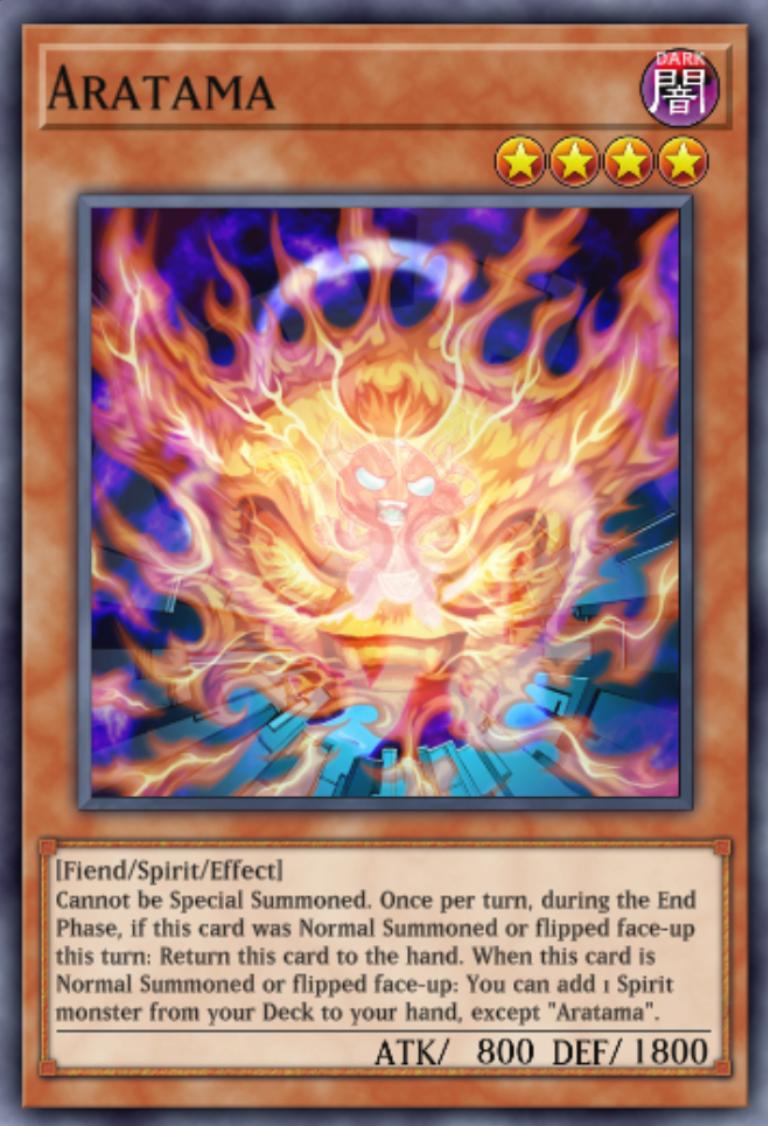 Aratama
DARK
闇
[Fiend/Spirit/Effect]
Cannot be Special Summoned. Once per turn, during the End
Phase, if this card was Normal Summoned or flipped face-up
this turn: Return this card to the hand. When this card is
Normal Summoned or flipped face-up: You can add 1 Spirit
monster from your Deck to your hand, except "Aratama".
ATK/ 800 DEF/ 1800